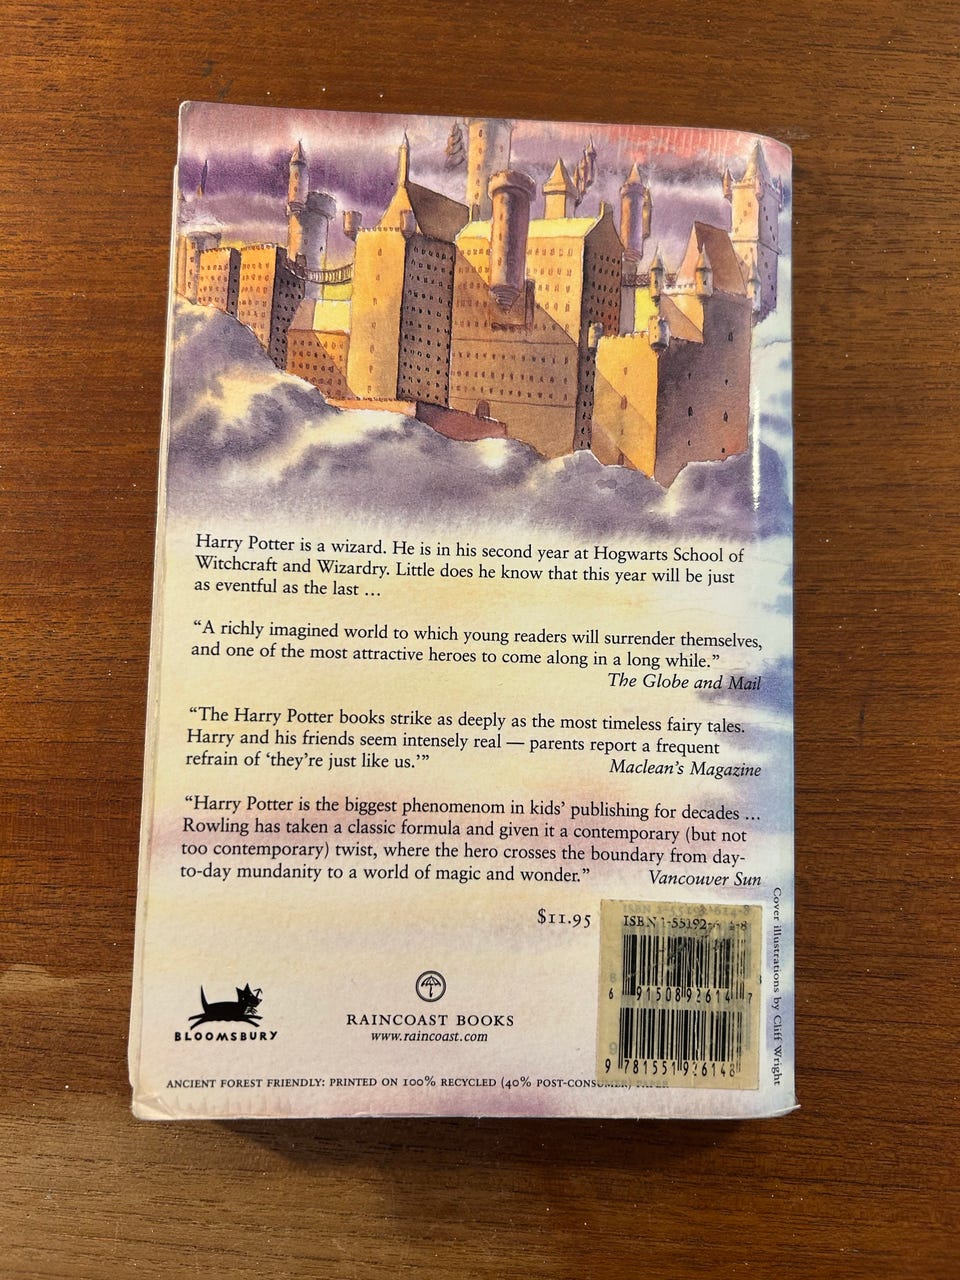 Harry Potter is a wizard. He is in his second year at Hogwarts School of
Witchcraft and Wizardry. Little does he know that this year will be just
as eventful as the last ...
“A richly imagined world to which young readers will surrender themselves,
and one of the most attractive heroes to come along in a long while.”
The Globe and Mail
“The Harry Potter books strike as deeply as the most timeless fairy tales.
Harry and his friends seem intensely real — parents report a frequent
refrain of ‘they’re just like us.’” Maclean’s Magazine
“Harry Potter is the biggest phenomenom in kids’ publishing for decades ...
Rowling has taken a classic formula and given it a contemporary (but not
too contemporary) twist, where the hero crosses the boundary from day-
to-day mundanity to a world of magic and wonder.” Vancouver Sun
$11.95
ISBN
6 91508 92614 7
9 781551 926148
Cover illustrations by Cliff Wright
BLOOMSBURY
RAINCOAST BOOKS
www.raincoast.com
ANCIENT FOREST FRIENDLY: PRINTED ON 100% RECYCLED (40% POST-CONSUMER) PAPER